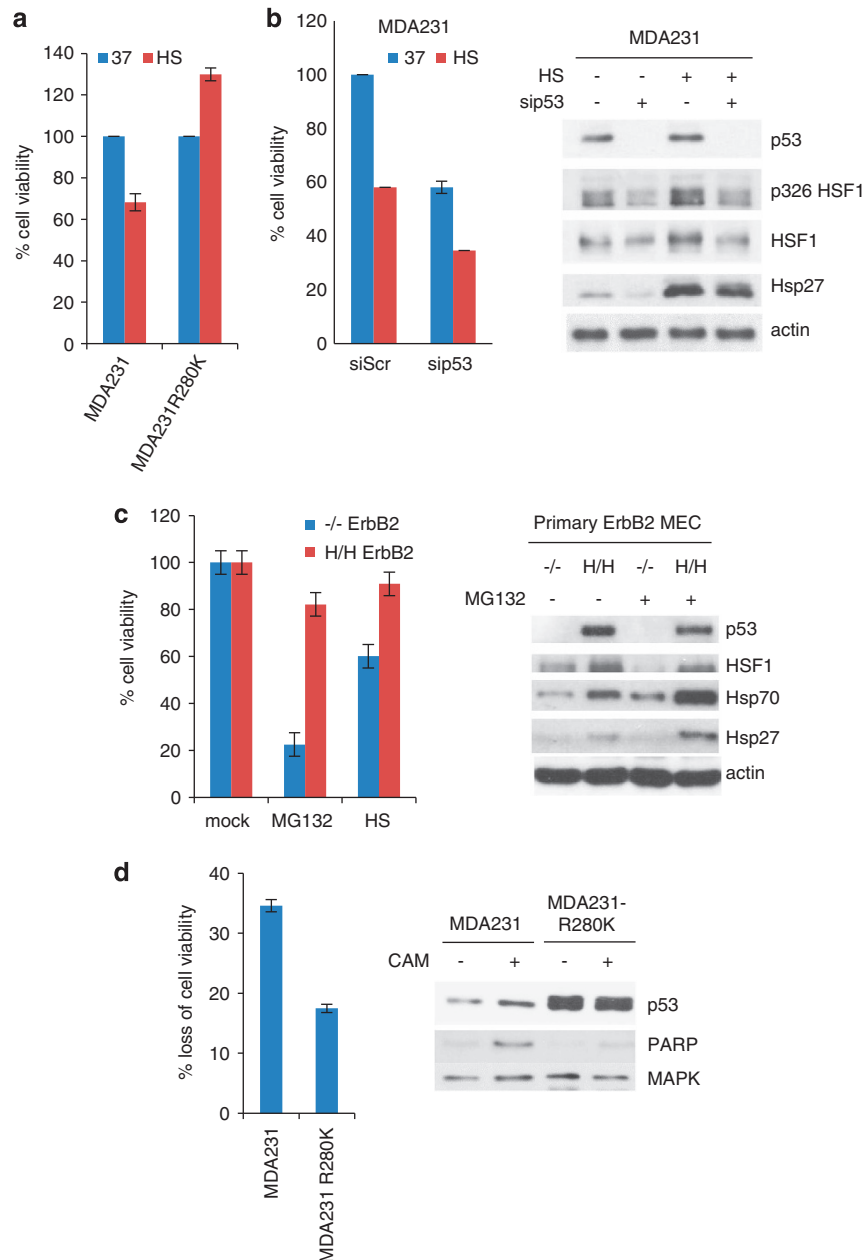 a
37 HS
% cell viability
140
120
100
80
60
40
20
0
MDA231
MDA231R280K
b
MDA231
37 HS
% cell viability
120
100
80
60
40
20
0
siScr sip53
MDA231
HS - - + +
sip53 - + - +
p53
p326 HSF1
HSF1
Hsp27
actin
c
-/- ErbB2
H/H ErbB2
% cell viability
120
100
80
60
40
20
0
mock MG132 HS
Primary ErbB2 MEC
-/- H/H -/- H/H
MG132 - - + +
p53
HSF1
Hsp70
Hsp27
actin
d
% loss of cell viability
40
30
20
10
0
MDA231
MDA231 R280K
MDA231 MDA231-
R280K
CAM - + - +
p53
PARP
MAPK